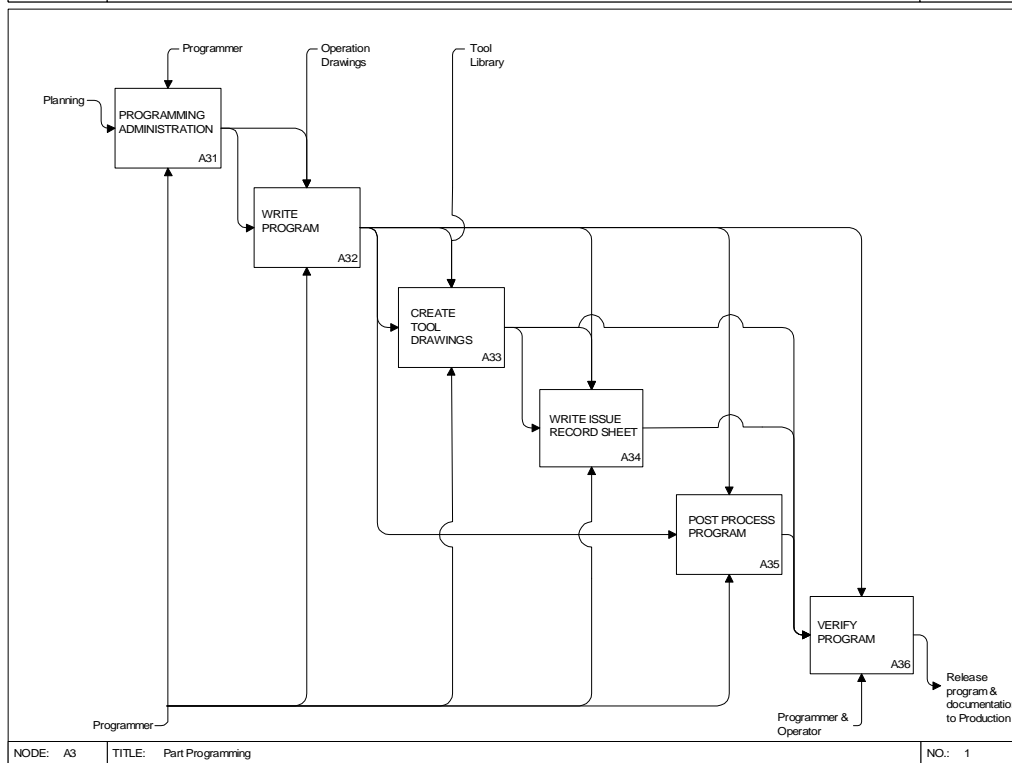 Programmer
Operation
Drawings
Tool
Library
Planning
PROGRAMMING
ADMINISTRATION
A31
WRITE
PROGRAM
A32
CREATE
TOOL
DRAWINGS
A33
WRITE ISSUE
RECORD SHEET
A34
POST PROCESS
PROGRAM
A35
VERIFY
PROGRAM
A36
Release
program &
documentatio
to Production
Programmer
Programmer &
Operator
NODE: A3 TITLE: Part Programming NO.: 1